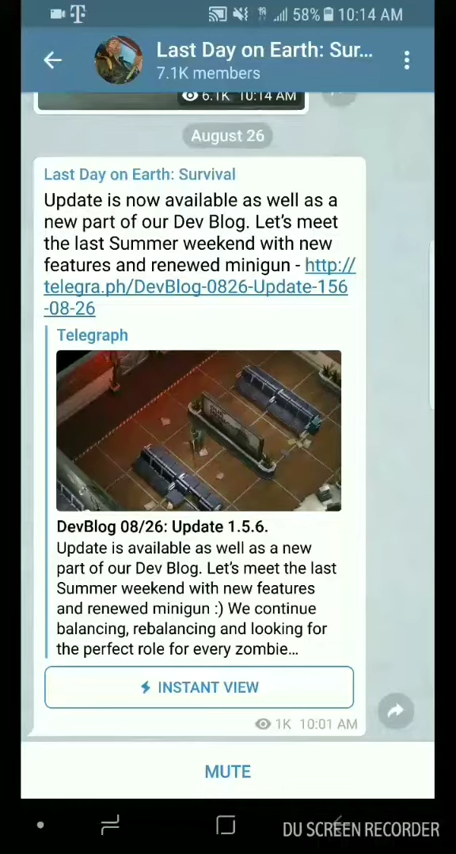 58% 10:14 AM
Last Day on Earth: Sur...
7.1K members
6.1K 10:14 AM
August 26
Last Day on Earth: Survival
Update is now available as well as a
new part of our Dev Blog. Let's meet
the last Summer weekend with new
features and renewed minigun - http://
telegra.ph/DevBlog-0826-Update-156
-08-26
Telegraph
DevBlog 08/26: Update 1.5.6.
Update is available as well as a new
part of our Dev Blog. Let's meet the last
Summer weekend with new features
and renewed minigun :) We continue
balancing, rebalancing and looking for
the perfect role for every zombie...
INSTANT VIEW
1K 10:01 AM
MUTE
DU SCREEN RECORDER